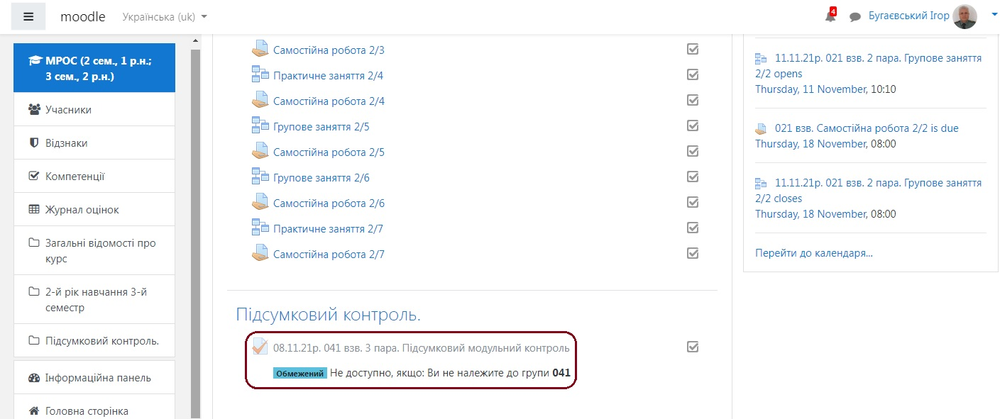 moodle Українська (uk)
4
Бугаєвський Ігор
МРОС (2 сем., 1 р.н.;
3 сем., 2 р.н.)
Учасники
Відзнаки
Компетенції
Журнал оцінок
Загальні відомості про
курс
2-й рік навчання 3-й
семестр
Підсумковий контроль.
Інформаційна панель
Головна сторінка
Самостійна робота 2/3
Практичне заняття 2/4
Самостійна робота 2/4
Групове заняття 2/5
Самостійна робота 2/5
Групове заняття 2/6
Самостійна робота 2/6
Практичне заняття 2/7
Самостійна робота 2/7
Підсумковий контроль.
08.11.21р. 041 взв. 3 пара. Підсумковий модульний контроль
Обмежений Не доступно, якщо: Ви не належите до групи 041
11.11.21р. 021 взв. 2 пара. Групове заняття
2/2 opens
Thursday, 11 November, 10:10
021 взв. Самостійна робота 2/2 is due
Thursday, 18 November, 08:00
11.11.21р. 021 взв. 2 пара. Групове заняття
2/2 closes
Thursday, 18 November, 08:00
Перейти до календаря...